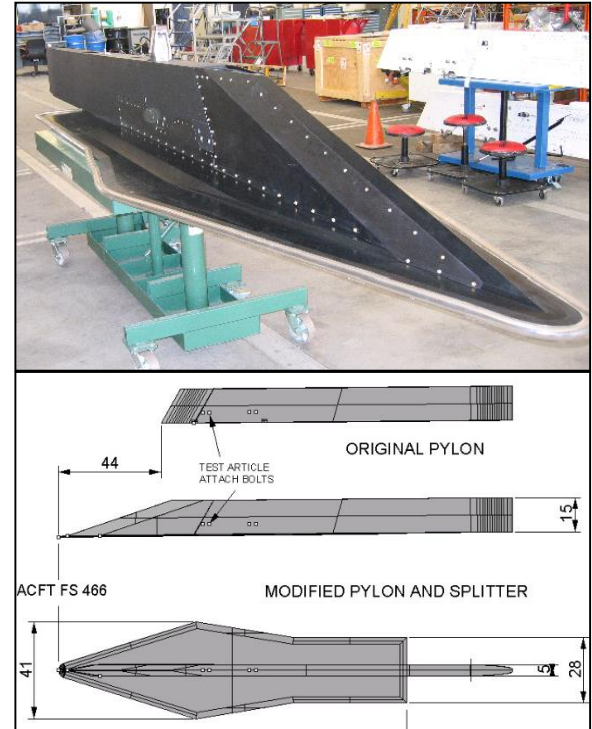 ORIGINAL PYLON
44
TEST ARTICLE
ATTACH BOLTS
15
ACFT FS 466
MODIFIED PYLON AND SPLITTER
41
5
28